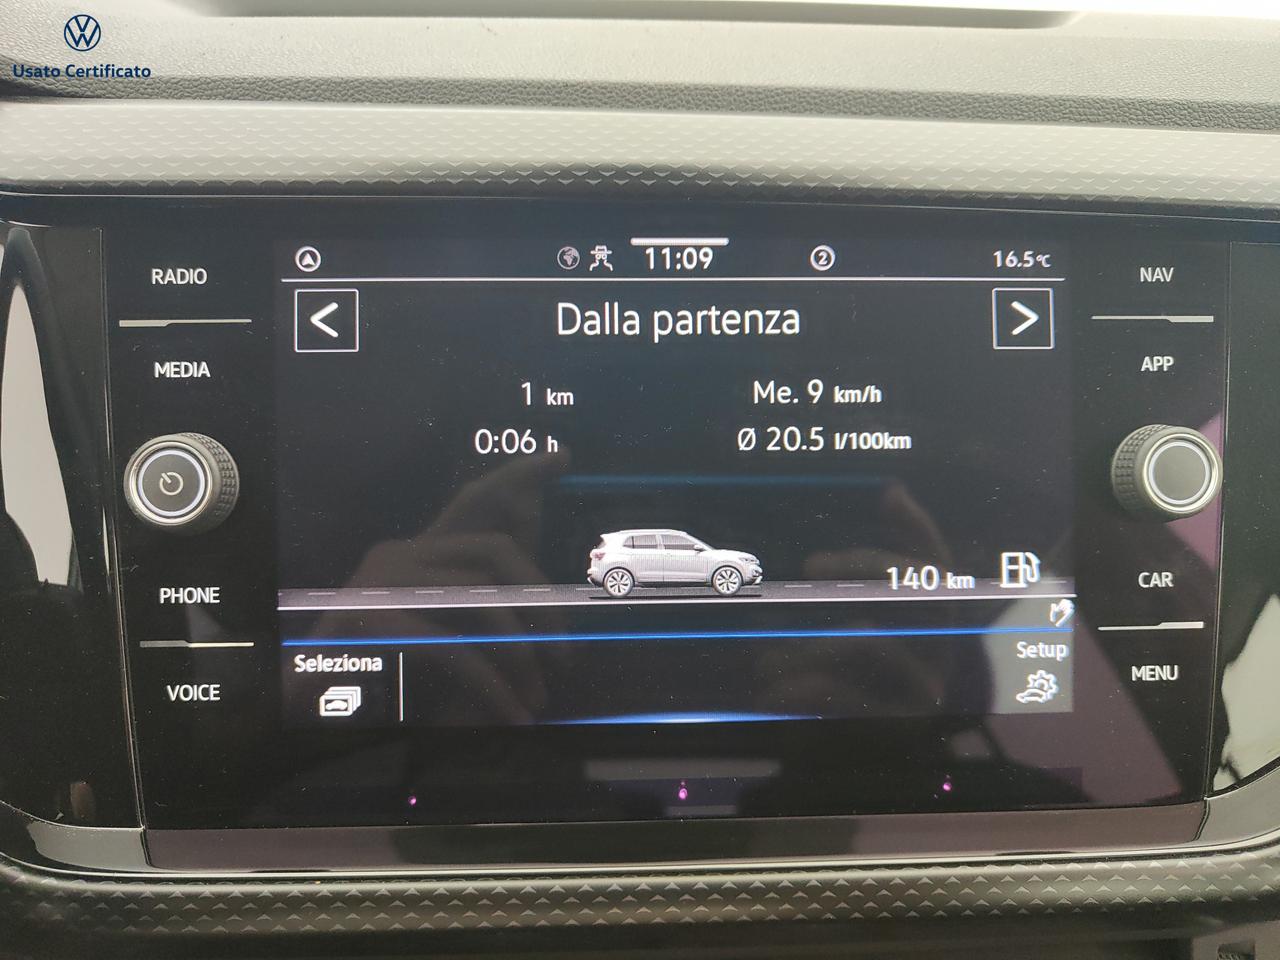 Usato Certificato
RADIO
MEDIA
PHONE
VOICE
11:09
2
16.5°C
Dalla partenza
1 km
Me. 9 km/h
0:06 h
Ø 20.5 l/100km
140 km
Seleziona
Setup
NAV
APP
CAR
MENU